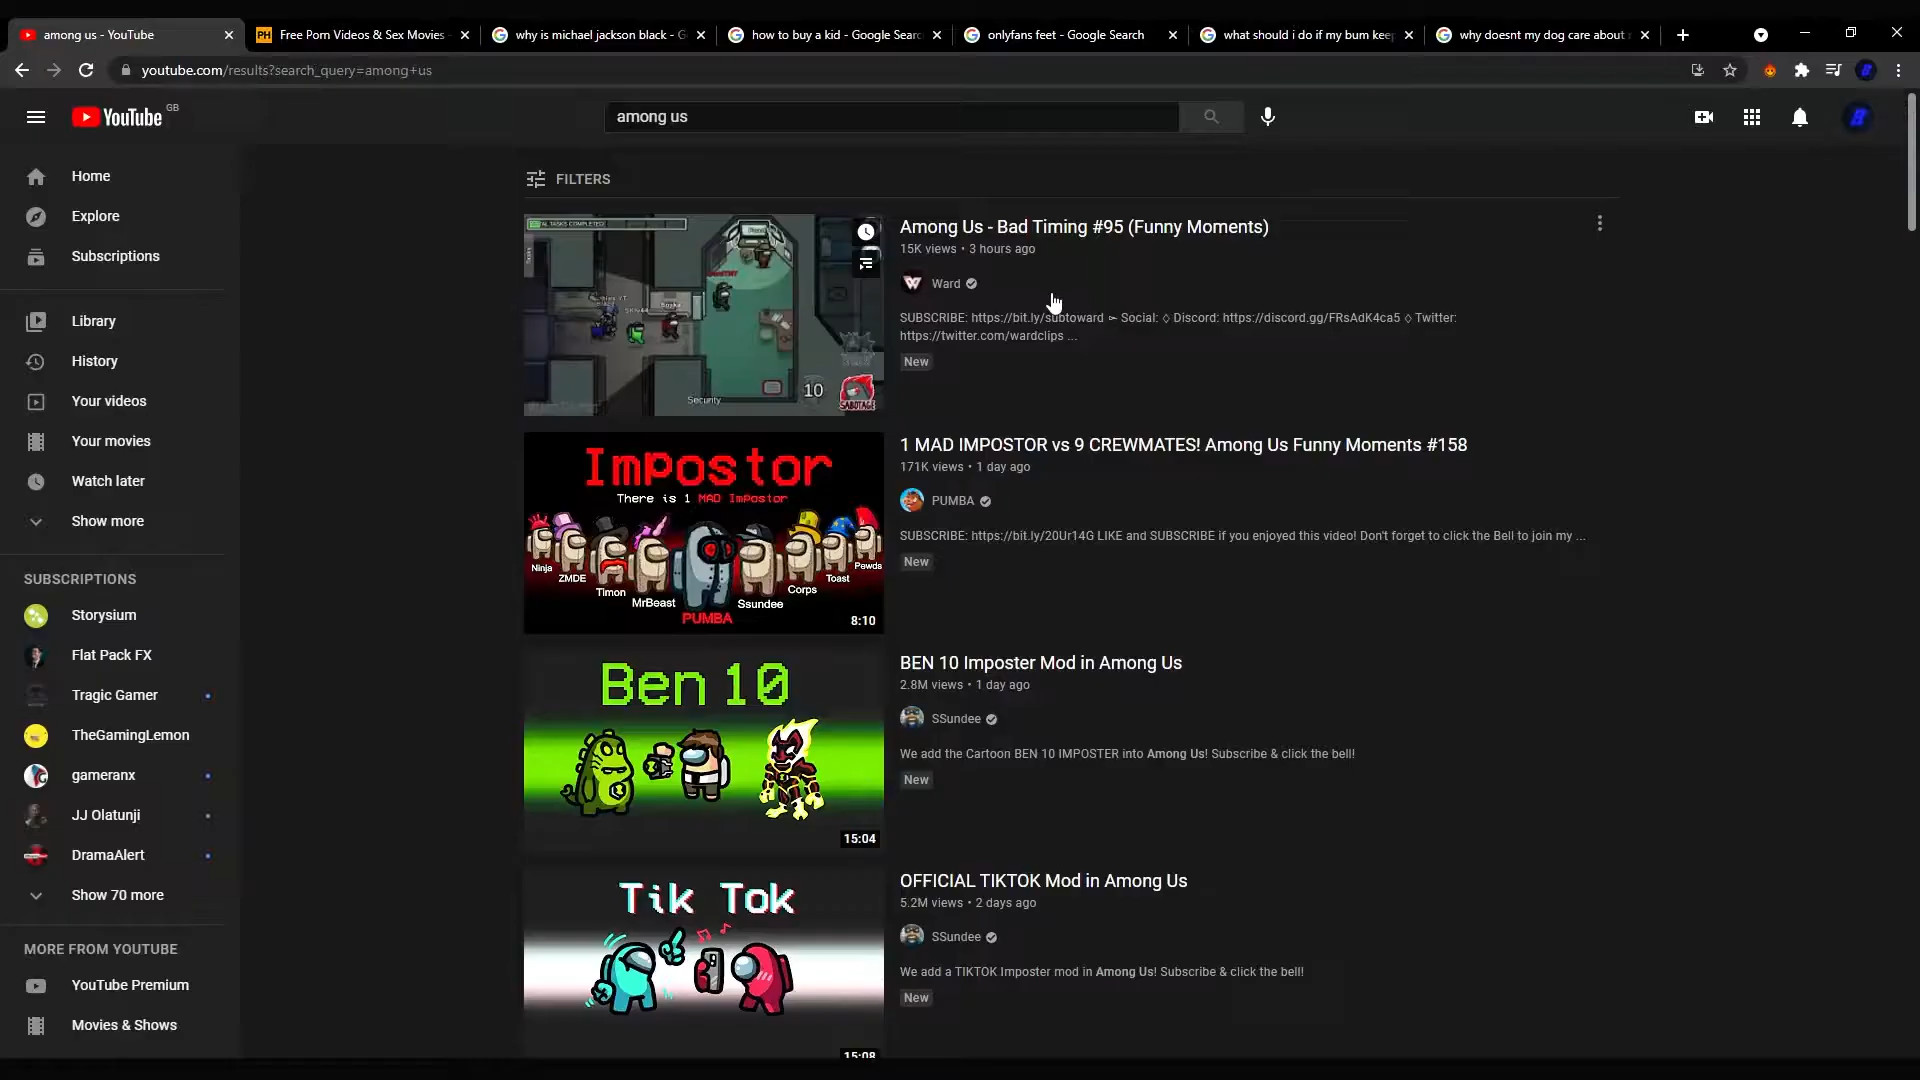 among us - YouTube
PH Free Porn Videos & Sex Movies -
why is michael jackson black - G
how to buy a kid - Google Searc
onlyfans feet - Google Search
what should i do if my bum kee
why doesnt my dog care about
youtube.com/results?search_query=among+us
YouTube GB
among us
Home
Explore
Subscriptions
Library
History
Your videos
Your movies
Watch later
Show more
SUBSCRIPTIONS
Storysium
Flat Pack FX
Tragic Gamer
TheGamingLemon
gameranx
JJ Olatunji
DramaAlert
Show 70 more
MORE FROM YOUTUBE
YouTube Premium
Movies & Shows
FILTERS
Security
10
SABOTAGE
Among Us - Bad Timing #95 (Funny Moments)
15K views • 3 hours ago
Ward
SUBSCRIBE: https://bit.ly/subtoward ► Social: ◊ Discord: https://discord.gg/FRsAdK4ca5 ◊ Twitter:
https://twitter.com/wardclips ...
New
Impostor
There is 1 MAD Impostor
Ninja
ZMDE
Timon
MrBeast
PUMBA
Ssundee
Corps
Toast
Pewds
8:10
1 MAD IMPOSTOR vs 9 CREWMATES! Among Us Funny Moments #158
171K views • 1 day ago
PUMBA
SUBSCRIBE: https://bit.ly/20Ur14G LIKE and SUBSCRIBE if you enjoyed this video! Don't forget to click the Bell to join my ...
New
Ben 10
15:04
BEN 10 Imposter Mod in Among Us
2.8M views • 1 day ago
SSundee
We add the Cartoon BEN 10 IMPOSTER into Among Us! Subscribe & click the bell!
New
Tik Tok
15:08
OFFICIAL TIKTOK Mod in Among Us
5.2M views • 2 days ago
SSundee
We add a TIKTOK Imposter mod in Among Us! Subscribe & click the bell!
New